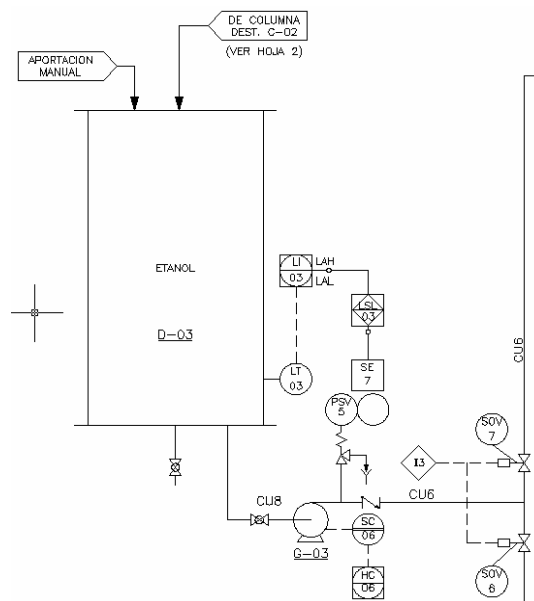 DE COLUMNA
DEST. C-02
(VER HOJA 2)
APORTACION
MANUAL
LI
03
LAH
LAL
ETANOL
LSL
03
D-03
CU6
SE
7
LT
03
PSV
5
SOV
7
I3
CU8
CU6
SC
06
G-03
HC
06
SOV
6